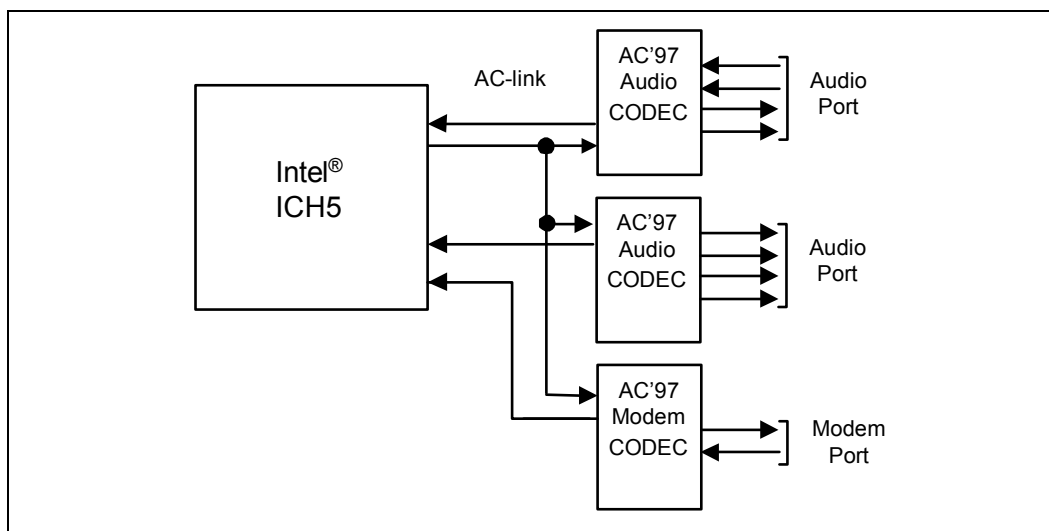 AC-link
Intel®
ICH5
AC’97
Audio
CODEC
Audio
Port
AC’97
Audio
CODEC
Audio
Port
AC’97
Modem
CODEC
Modem
Port